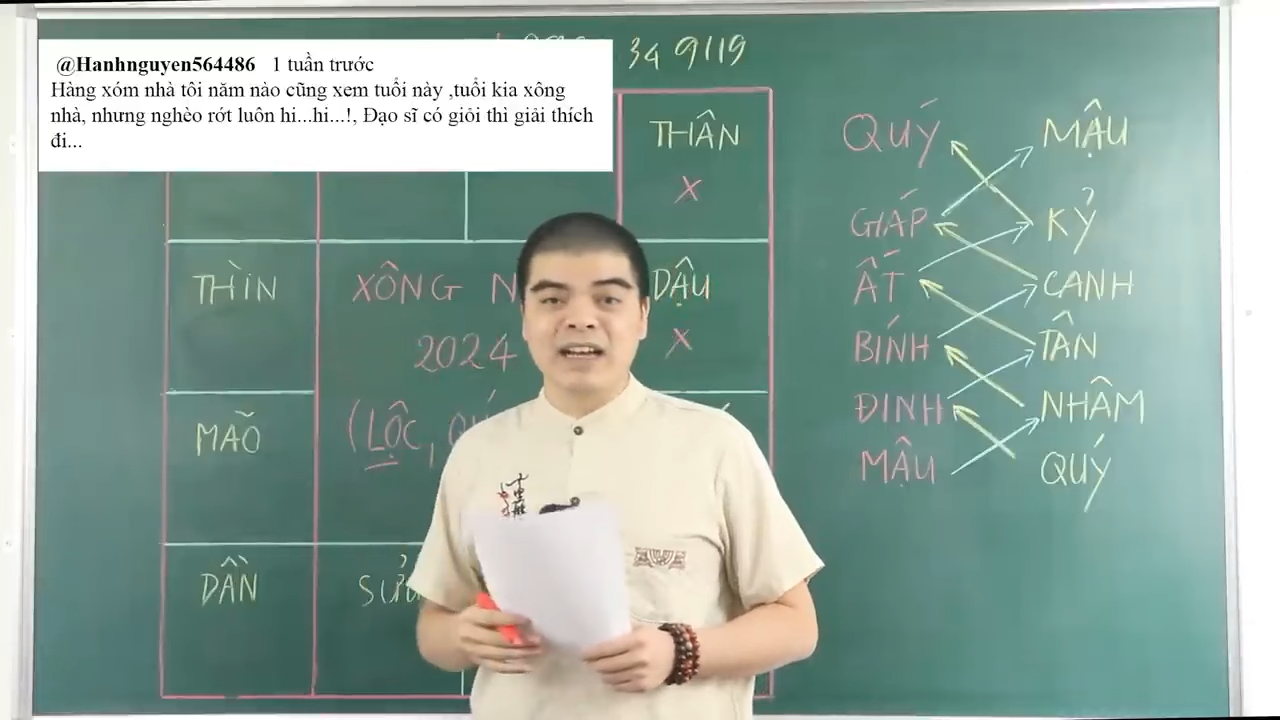 34 9119
@Hanhnguyen564486 1 tuần trước
Hàng xóm nhà tôi năm nào cũng xem tuổi này ,tuổi kia xông
nhà, nhưng nghèo rớt luôn hi...hi...!, Đạo sĩ có giỏi thì giải thích
đi...
THÂN
X
THÌN
XÔNG N
DẬU
2024
X
MÃO
(LỘC,
DẦN
SỬU
QUÝ
MẬU
GIÁP
KỶ
ẤT
CANH
BÍNH
TÂN
ĐINH
NHÂM
MẬU
QUÝ